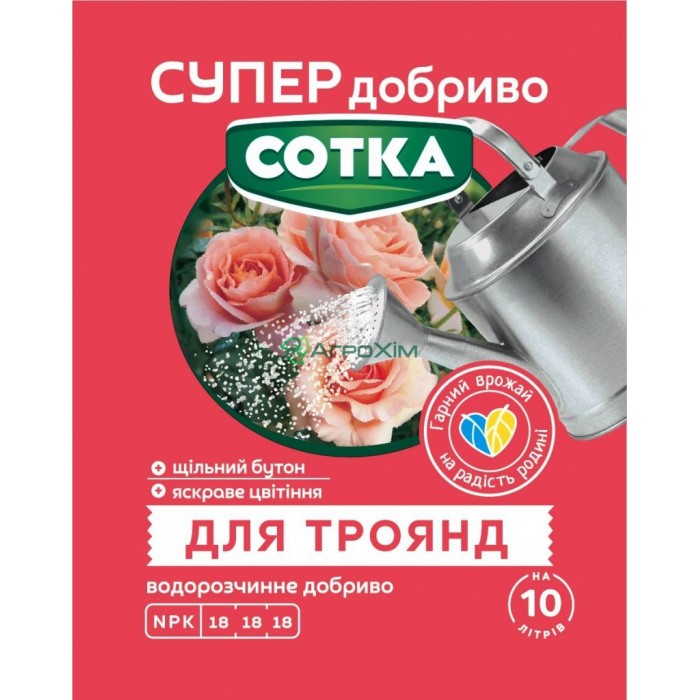 СУПЕР добриво
СОТКА
АгроХім
Гарний врожай
на радість родині
+ щільний бутон
+ яскраве цвітіння
ДЛЯ ТРОЯНД
водорозчинне добриво
NPK 18 18 18
НА
10
ЛІТРІВ